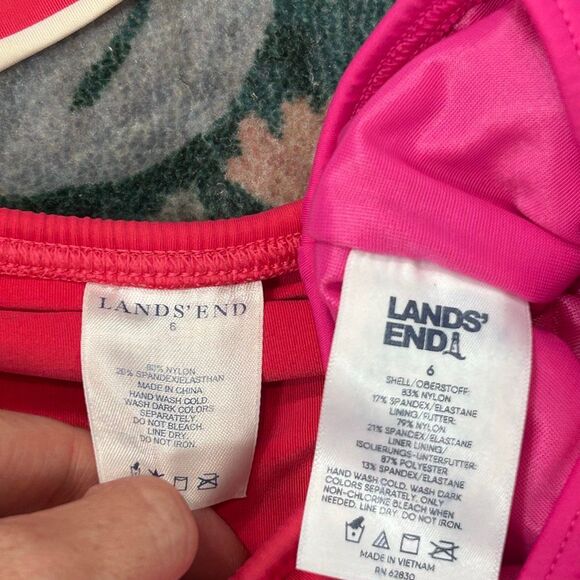 LANDS' END
6
80% NYLON
20% SPANDEX/ELASTHAN
MADE IN CHINA
HAND WASH COLD.
WASH DARK COLORS
SEPARATELY.
DO NOT BLEACH.
LINE DRY.
DO NOT IRON.
LANDS'
END
6
SHELL/OBERSTOFF:
83% NYLON
17% SPANDEX/ELASTANE
LINING/FUTTER:
79% NYLON
21% SPANDEX/ELASTANE
LINER LINING/
ISOLIERUNGS-UNTERFUTTER:
87% POLYESTER
13% SPANDEX/ELASTANE
HAND WASH COLD. WASH DARK
COLORS SEPARATELY. ONLY
NON-CHLORINE BLEACH WHEN
NEEDED. LINE DRY. DO NOT
IRON.
MADE IN VIETNAM
RN 62830